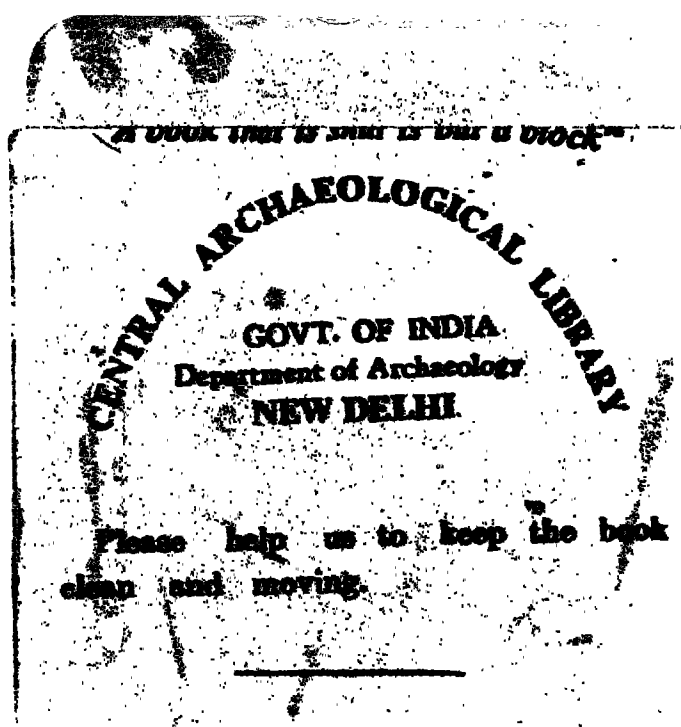 "A book that is shut is but a block"
CENTRAL ARCHAEOLOGICAL LIBRARY
GOVT. OF INDIA
Department of Archaeology
NEW DELHI
Please help us to keep the book
clean and moving.